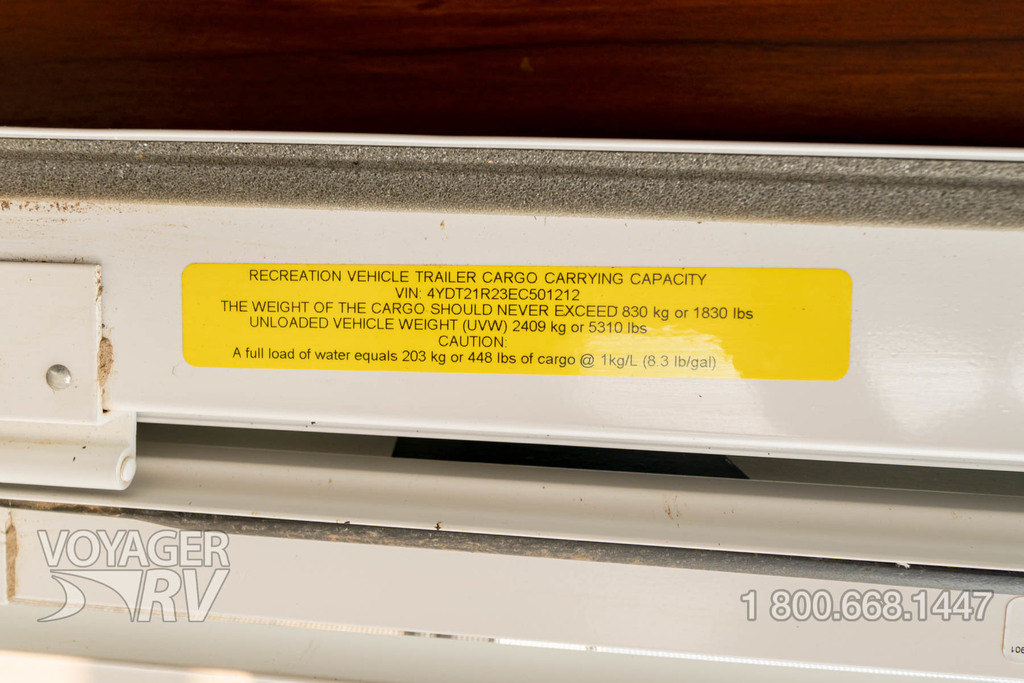 RECREATION VEHICLE TRAILER CARGO CARRYING CAPACITY
VIN: 4YDT21R23EC501212
THE WEIGHT OF THE CARGO SHOULD NEVER EXCEED 830 kg or 1830 lbs
UNLOADED VEHICLE WEIGHT (UVW) 2409 kg or 5310 lbs
CAUTION:
A full load of water equals 203 kg or 448 lbs of cargo @ 1kg/L (8.3 lb/gal)
VOYAGER
RV
1 800.668.1447